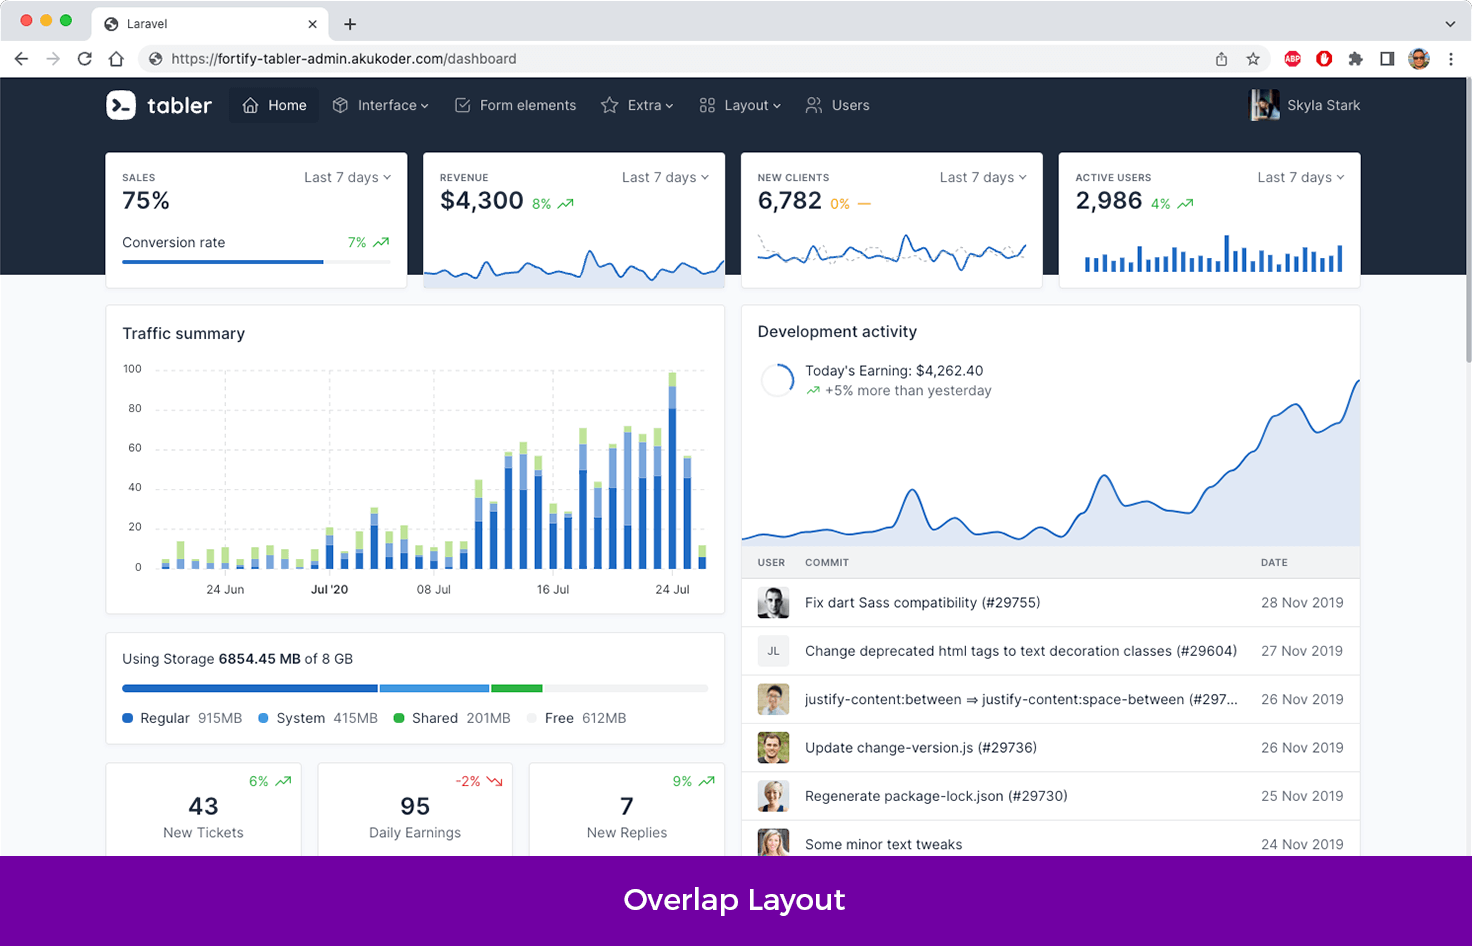 Laravel
https://fortify-tabler-admin.akukoder.com/dashboard
ABP
tabler Home Interface Form elements Extra Layout Users Skyla Stark
SALES Last 7 days
75%
Conversion rate 7%
REVENUE Last 7 days
$4,300 8%
NEW CLIENTS Last 7 days
6,782 0%
ACTIVE USERS Last 7 days
2,986 4%
Traffic summary
100
80
60
40
20
0
24 Jun Jul '20 08 Jul 16 Jul 24 Jul
Using Storage 6854.45 MB of 8 GB
Regular 915MB System 415MB Shared 201MB Free 612MB
6%
43
New Tickets
-2%
95
Daily Earnings
9%
7
New Replies
Development activity
Today's Earning: $4,262.40
+5% more than yesterday
USER COMMIT DATE
Fix dart Sass compatibility (#29755) 28 Nov 2019
JL Change deprecated html tags to text decoration classes (#29604) 27 Nov 2019
justify-content:between ⇒ justify-content:space-between (#297... 26 Nov 2019
Update change-version.js (#29736) 26 Nov 2019
Regenerate package-lock.json (#29730) 25 Nov 2019
Some minor text tweaks 24 Nov 2019
Overlap Layout